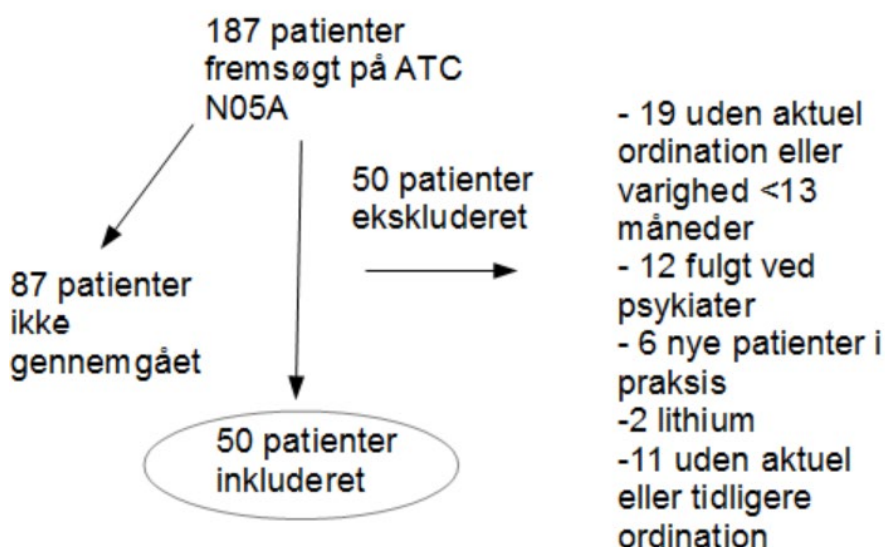 187 patienter
fremsøgt på ATC
N05A
50 patienter
ekskluderet
- 19 uden aktuel
ordination eller
varighed <13
måneder
- 12 fulgt ved
psykiater
- 6 nye patienter i
praksis
-2 lithium
-11 uden aktuel
eller tidligere
ordination
87 patienter
ikke
gennemgået
50 patienter
inkluderet